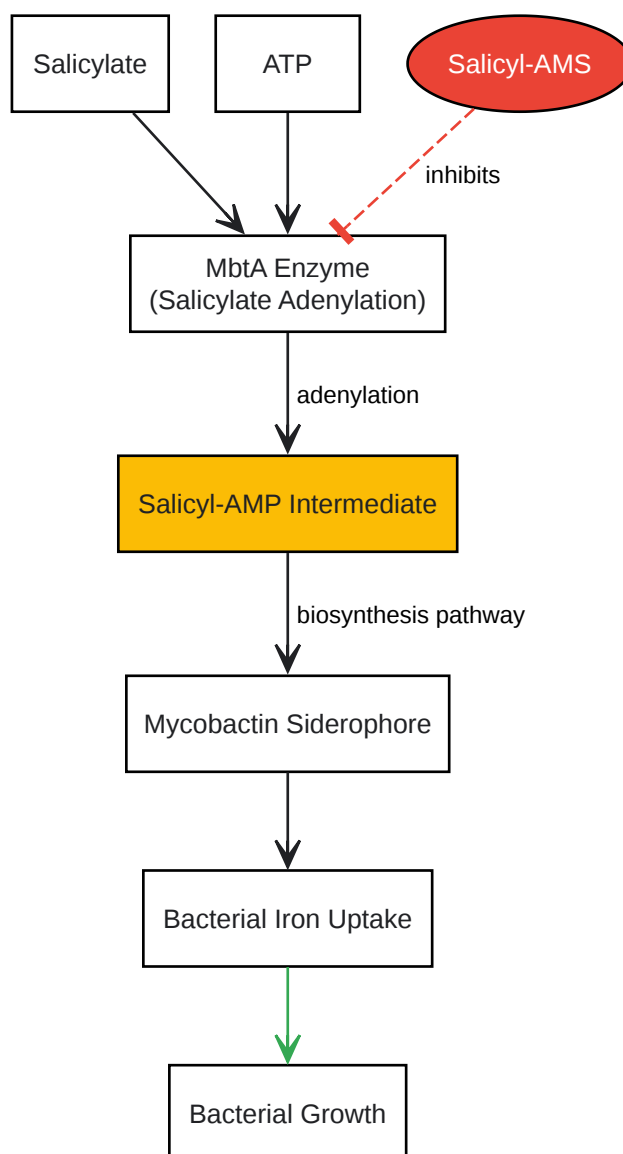 Salicylate
ATP
Salicyl-AMS
inhibits
MbtA Enzyme
(Salicylate Adenylation)
adenylation
Salicyl-AMP Intermediate
biosynthesis pathway
Mycobactin Siderophore
Bacterial Iron Uptake
Bacterial Growth